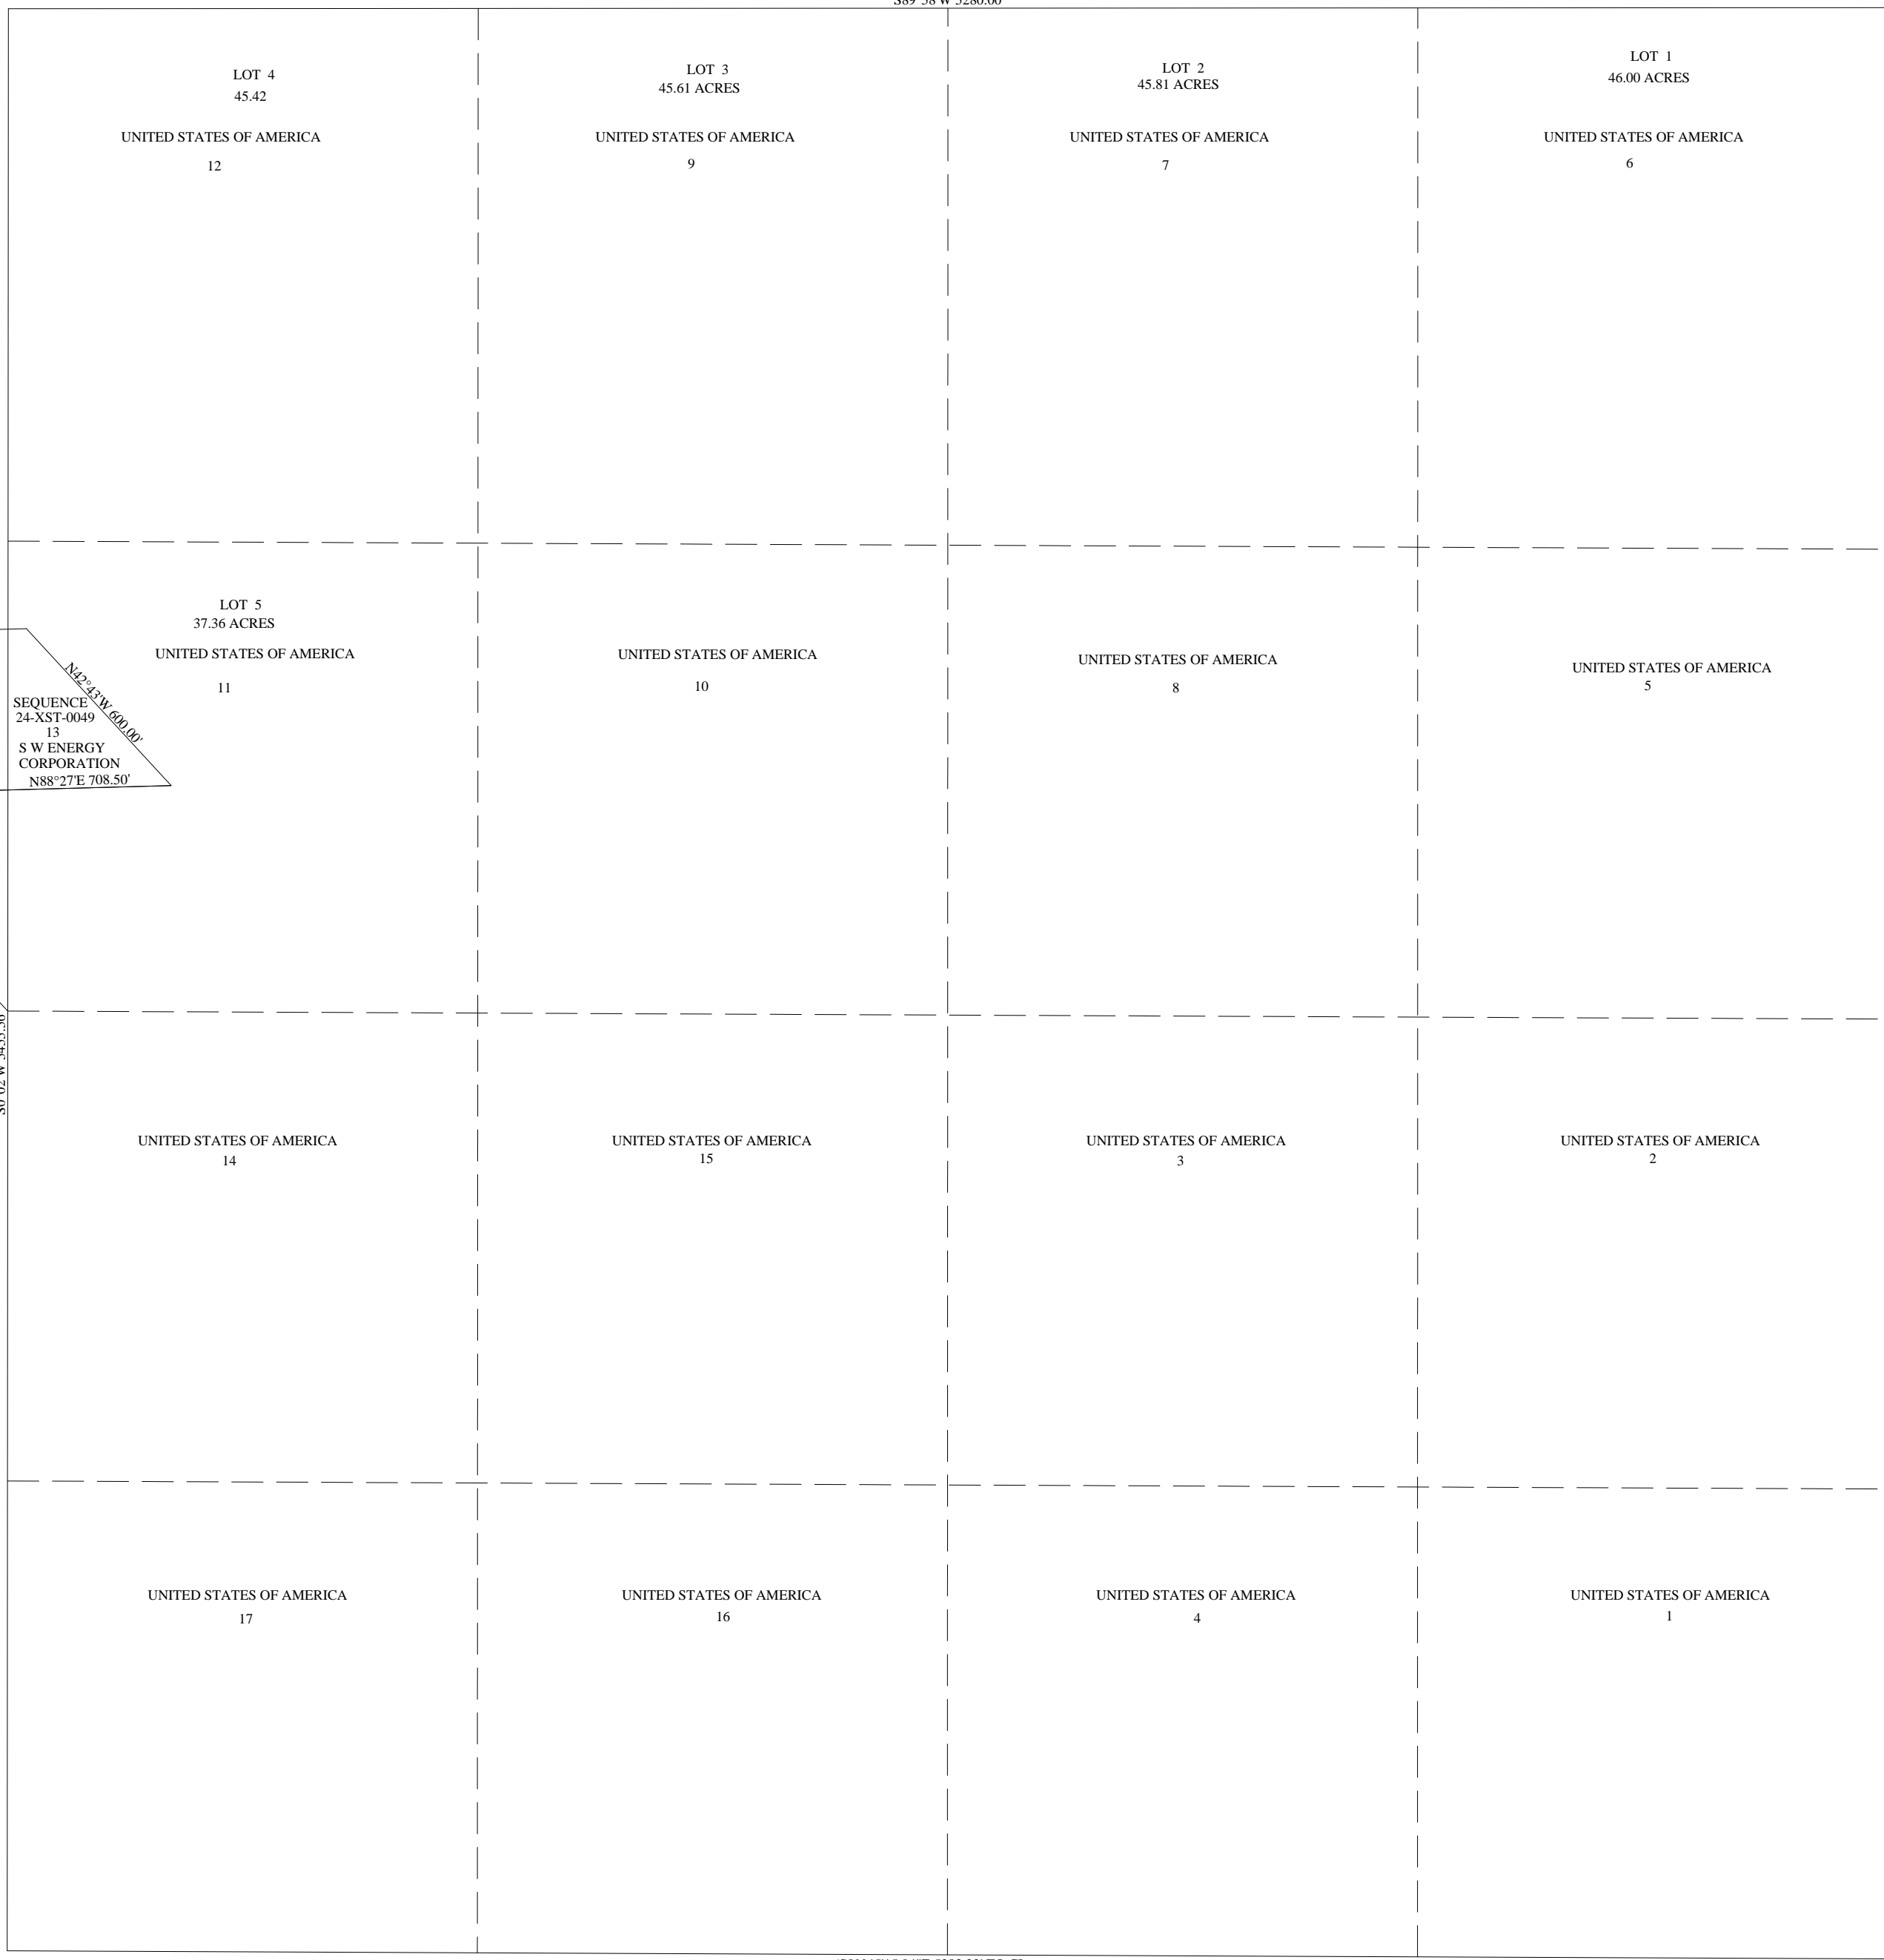 S89°58'W 5280.00'
LOT 4
45.42
UNITED STATES OF AMERICA
12
LOT 3
45.61 ACRES
UNITED STATES OF AMERICA
9
LOT 2
45.81 ACRES
UNITED STATES OF AMERICA
7
LOT 1
46.00 ACRES
UNITED STATES OF AMERICA
6
LOT 5
37.36 ACRES
UNITED STATES OF AMERICA
11
UNITED STATES OF AMERICA
10
UNITED STATES OF AMERICA
8
UNITED STATES OF AMERICA
5
N42°43'W 600.00'
SEQUENCE
24-XST-0049
13
S W ENERGY
CORPORATION
N88°27'E 708.50'
UNITED STATES OF AMERICA
14
UNITED STATES OF AMERICA
15
UNITED STATES OF AMERICA
3
UNITED STATES OF AMERICA
2
UNITED STATES OF AMERICA
17
UNITED STATES OF AMERICA
16
UNITED STATES OF AMERICA
4
UNITED STATES OF AMERICA
1